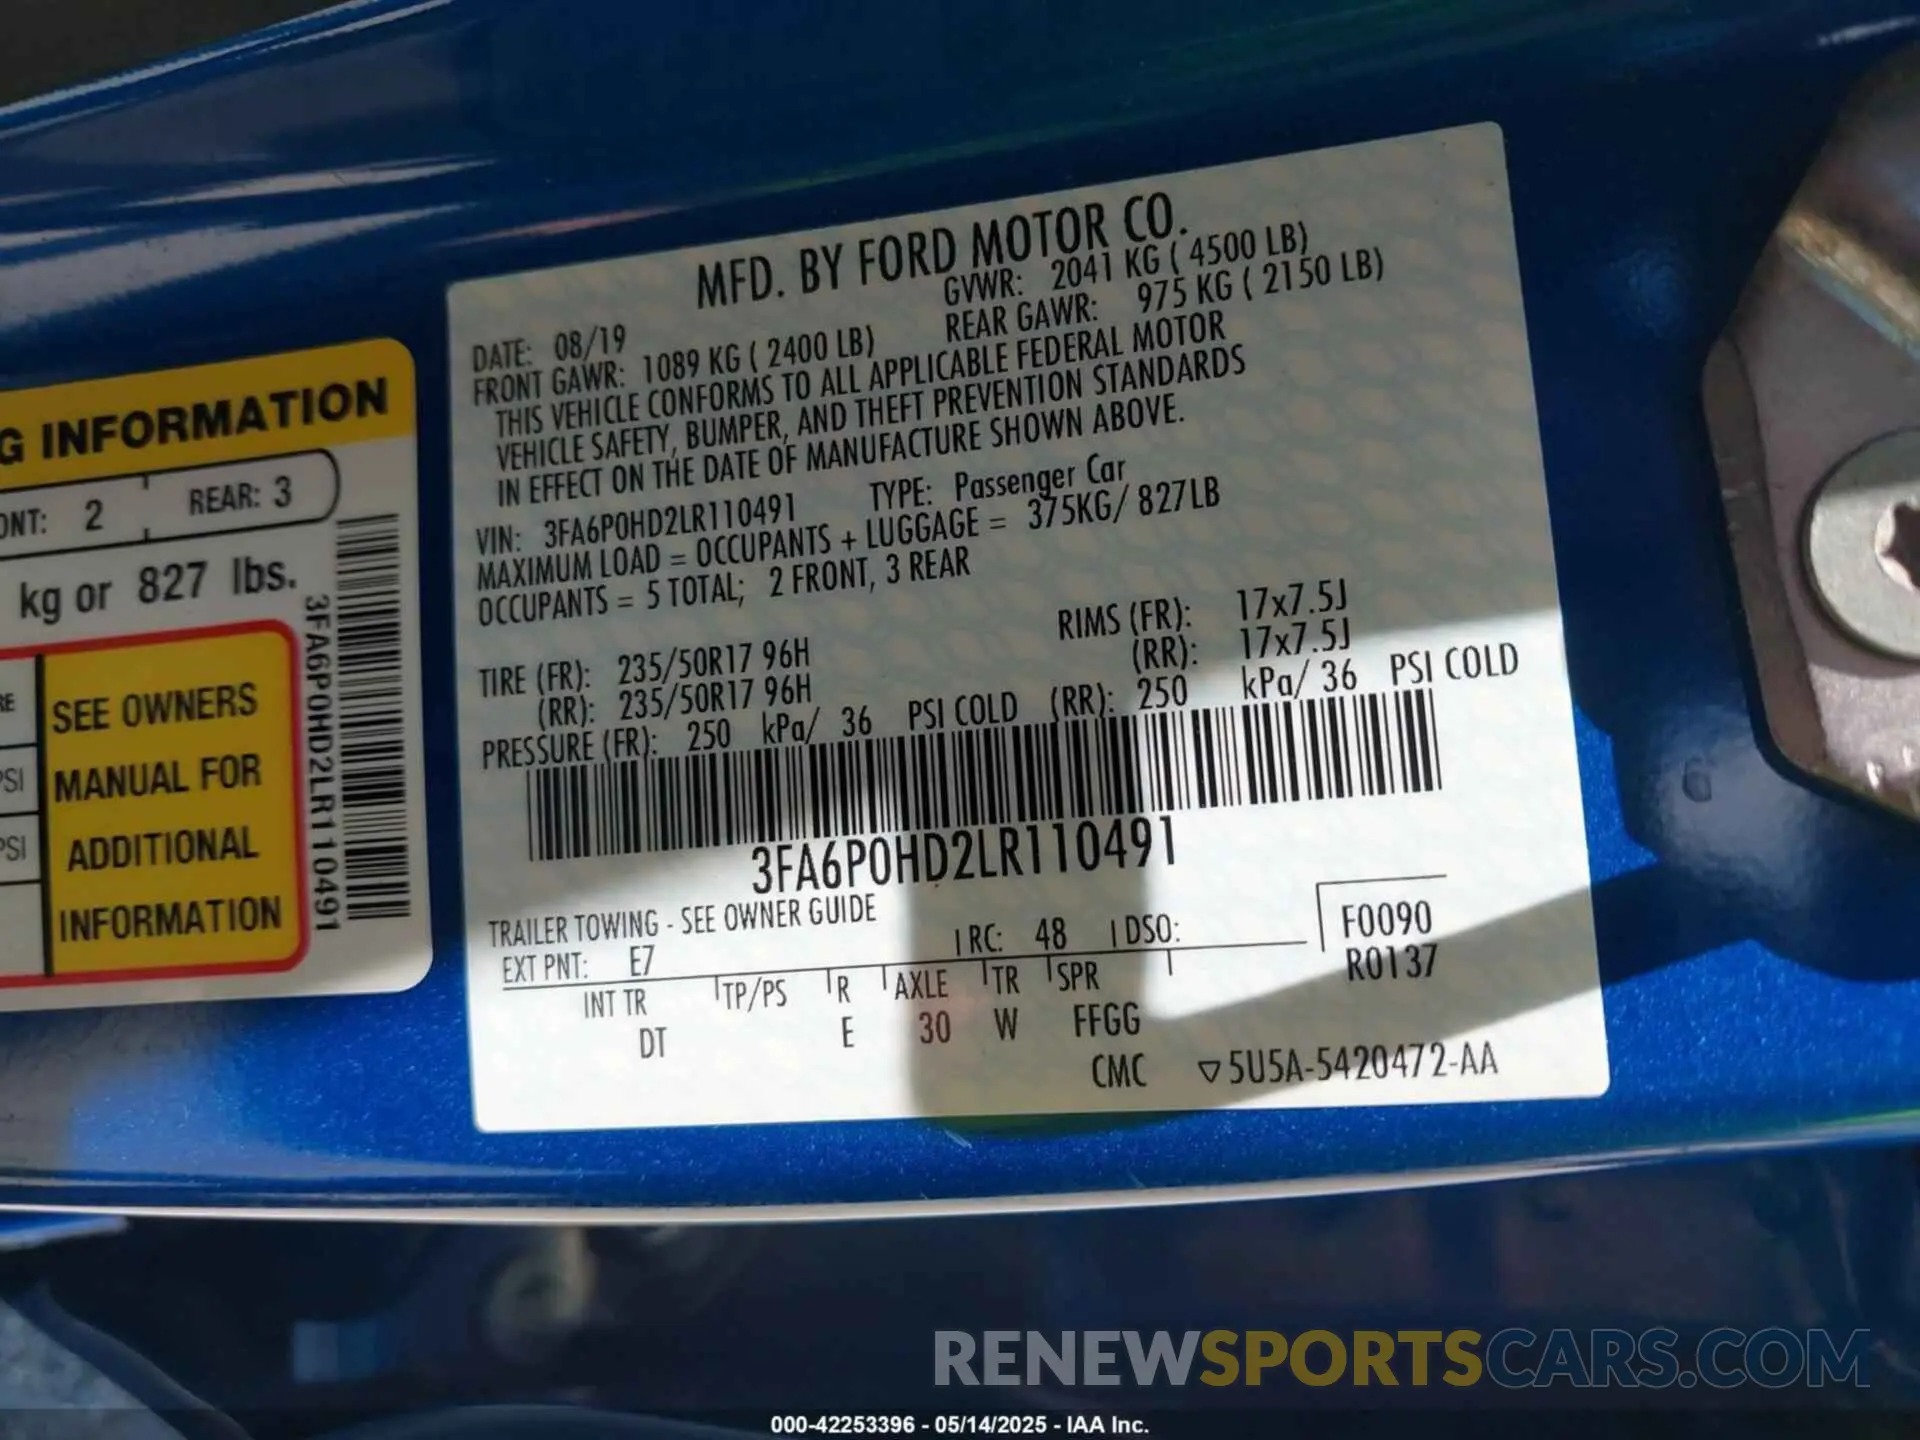 G INFORMATION
ONT: 2 REAR: 3
kg or 827 lbs.
RE
SEE OWNERS
PSI MANUAL FOR
PSI ADDITIONAL
INFORMATION
3FA6P0HD2LR110491
MFD. BY FORD MOTOR CO.
DATE: 08/19 GVWR: 2041 KG ( 4500 LB)
FRONT GAWR: 1089 KG ( 2400 LB) REAR GAWR: 975 KG ( 2150 LB)
THIS VEHICLE CONFORMS TO ALL APPLICABLE FEDERAL MOTOR
VEHICLE SAFETY, BUMPER, AND THEFT PREVENTION STANDARDS
IN EFFECT ON THE DATE OF MANUFACTURE SHOWN ABOVE.
VIN: 3FA6P0HD2LR110491 TYPE: Passenger Car
MAXIMUM LOAD = OCCUPANTS + LUGGAGE = 375KG/ 827LB
OCCUPANTS = 5 TOTAL; 2 FRONT, 3 REAR
TIRE (FR): 235/50R17 96H RIMS (FR): 17x7.5J
(RR): 235/50R17 96H (RR): 17x7.5J
PRESSURE (FR): 250 kPa/ 36 PSI COLD (RR): 250 kPa/ 36 PSI COLD
3FA6P0HD2LR110491
TRAILER TOWING - SEE OWNER GUIDE
EXT PNT: E7 RC: 48 DSO: F0090
INT TR TP/PS R AXLE TR SPR R0137
DT E 30 W FFGG
CMC ▽5U5A-5420472-AA
RENEWSPORTSCARS.COM
000-42253396 - 05/14/2025 - IAA Inc.